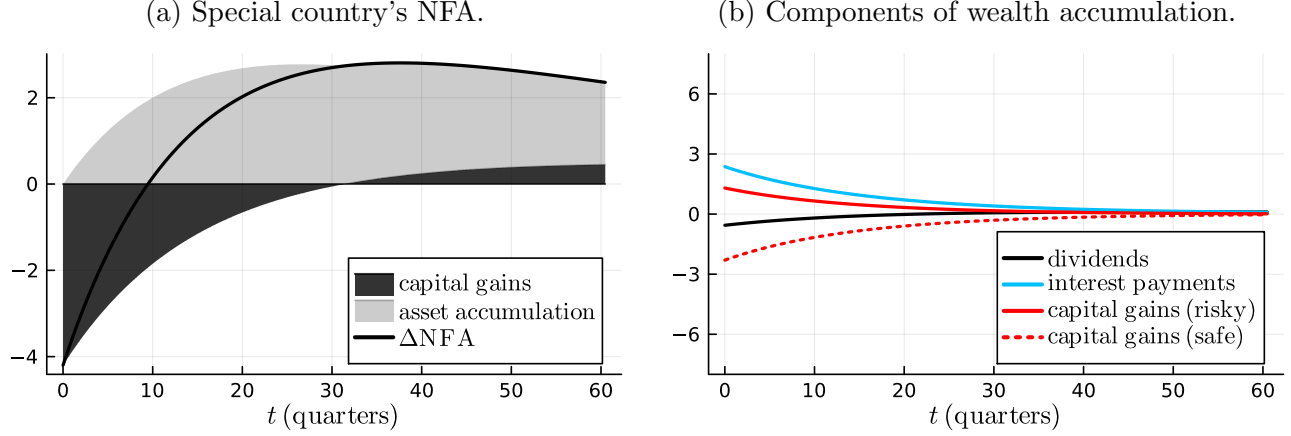 (a) Special country's NFA.
2
0
−2
−4
capital gains
asset accumulation
ΔNFA
0 10 20 30 40 50 60
t (quarters)
(b) Components of wealth accumulation.
6
3
0
−3
−6
dividends
interest payments
capital gains (risky)
capital gains (safe)
0 10 20 30 40 50 60
t (quarters)